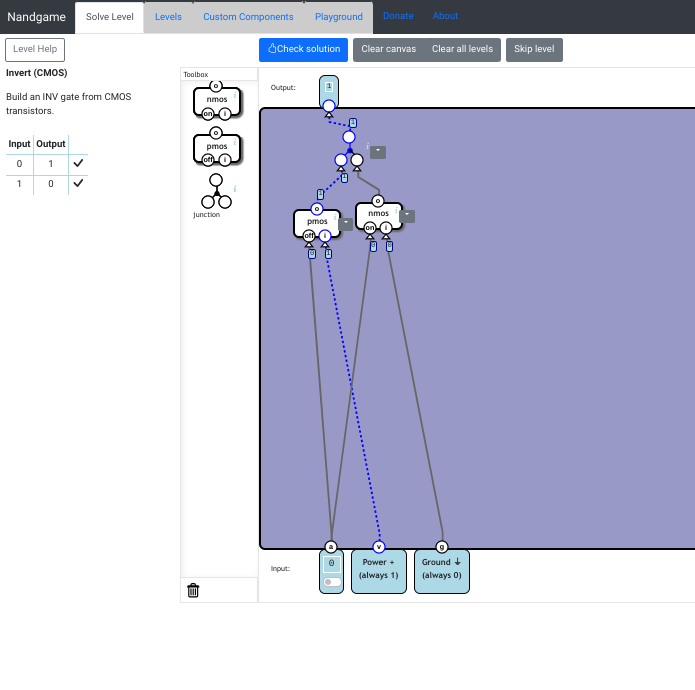 Nandgame
Solve Level
Levels
Custom Components
Playground
Donate
About
Level Help
Check solution
Clear canvas
Clear all levels
Skip level
Invert (CMOS)
Build an INV gate from CMOS
transistors.
Input Output
0 1
1 0
Toolbox
o
nmos
i
on i
o
pmos
i
off i
i
Junction
Output:
1
1
i
1
1
o
pmos
i
off i
0 1
o
nmos
i
on i
0 0
a
v
g
Input:
0
Power +
(always 1)
Ground ↓
(always 0)